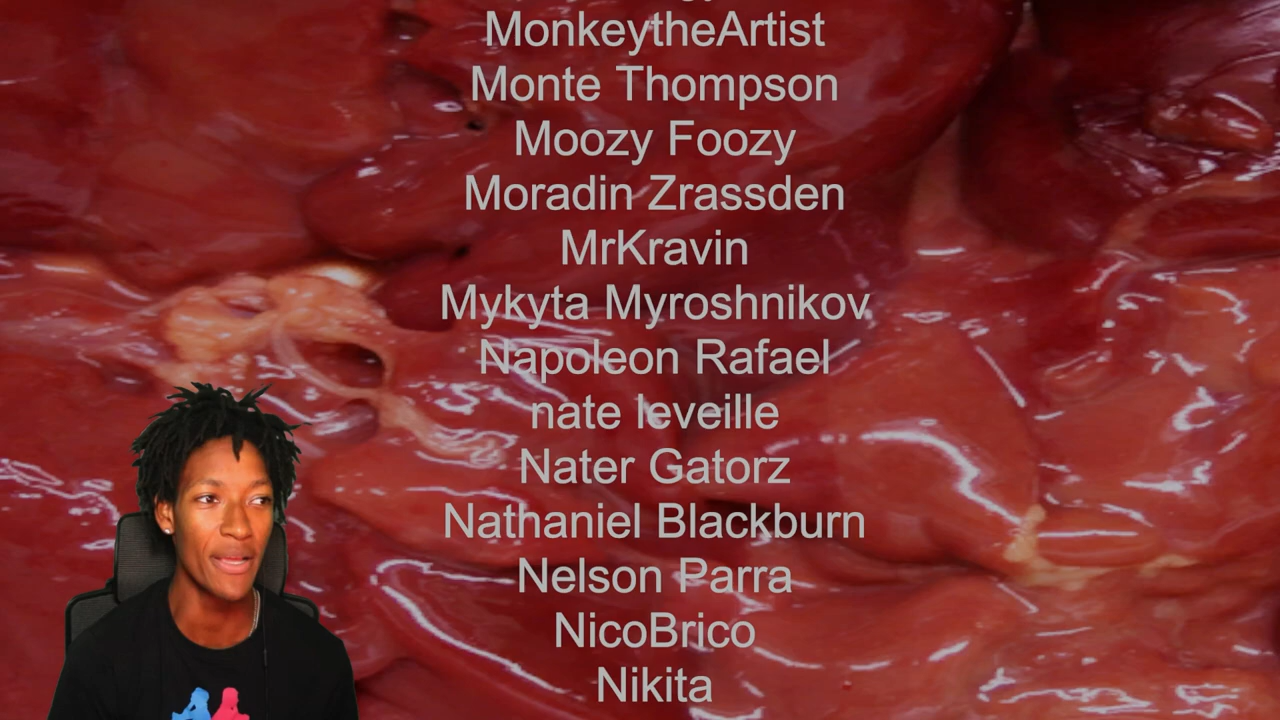 MonkeytheArtist
Monte Thompson
Moozy Foozy
Moradin Zrassden
MrKravin
Mykyta Myroshnikov
Napoleon Rafael
nate leveille
Nater Gatorz
Nathaniel Blackburn
Nelson Parra
NicoBrico
Nikita